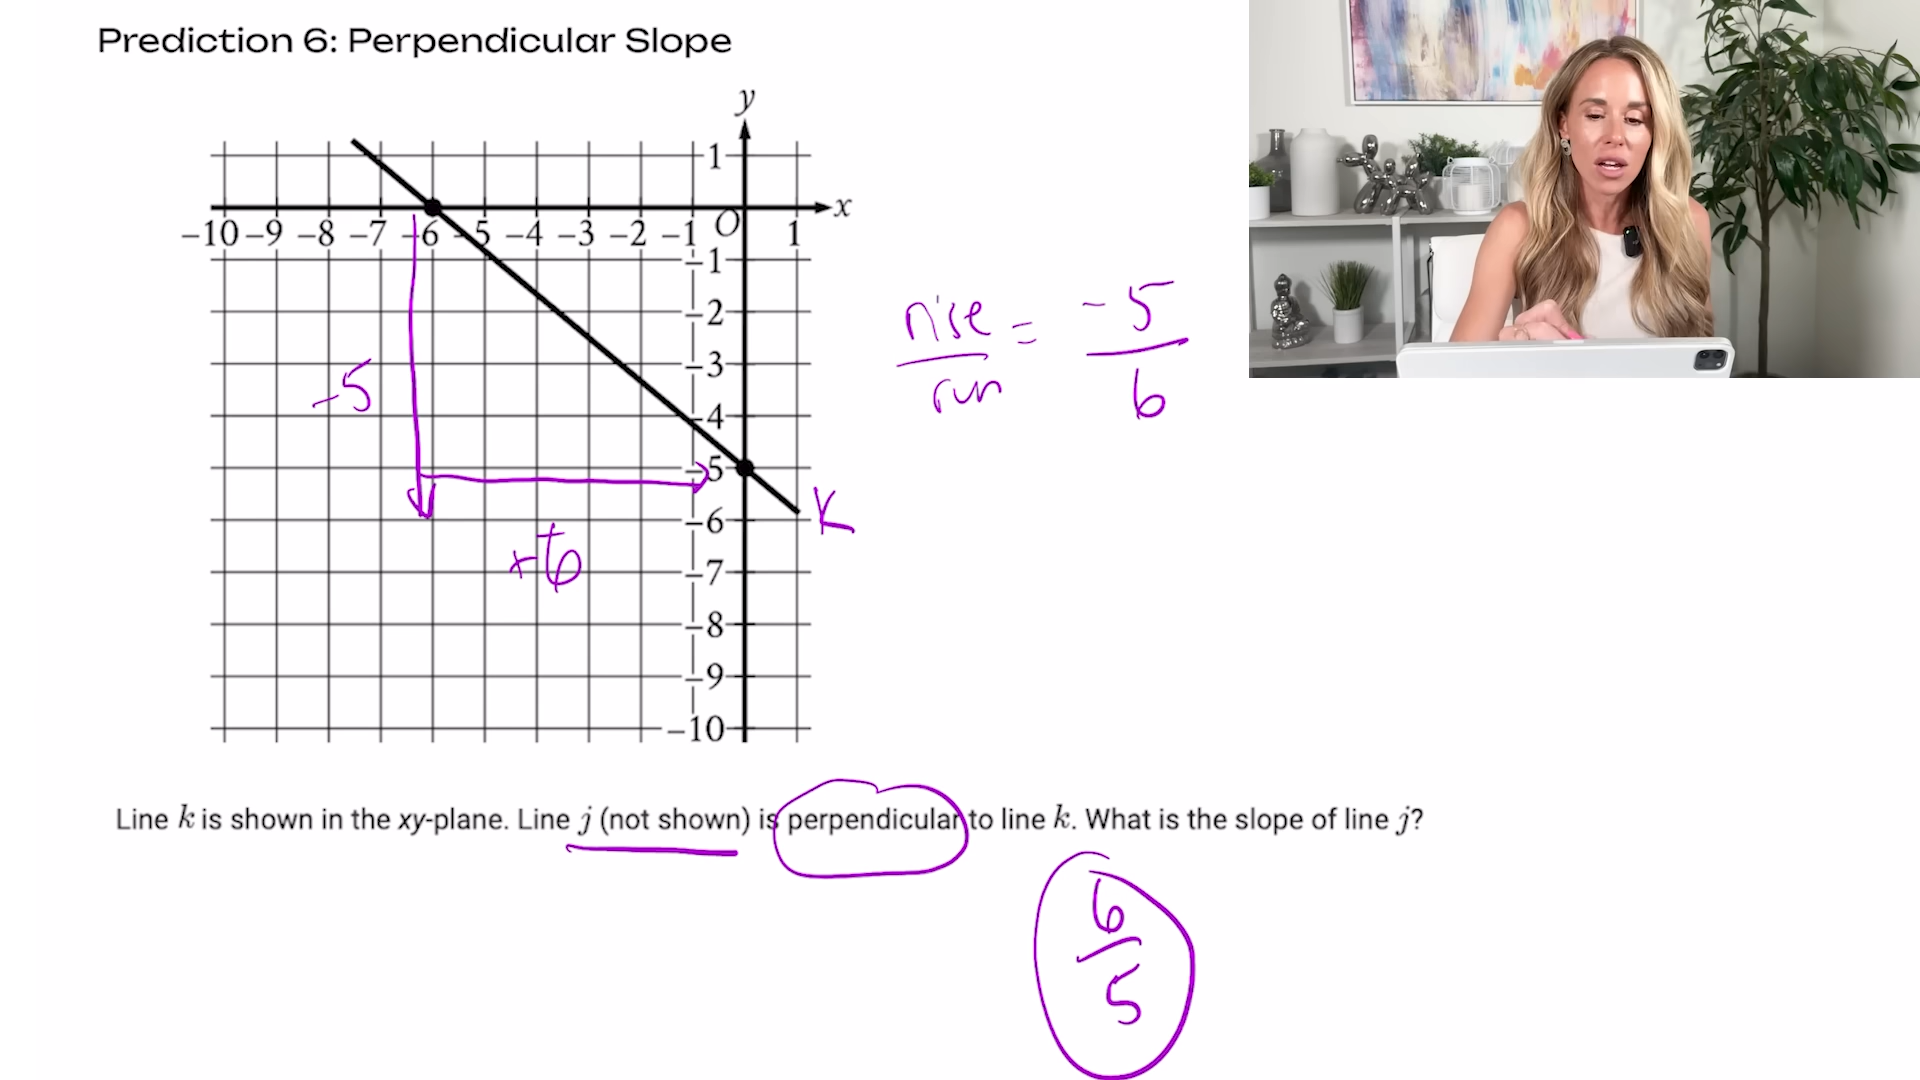 Prediction 6: Perpendicular Slope
y
1
x
−10 −9 −8 −7 −6 −5 −4 −3 −2 −1 O 1
−1
−2
−3
−4
−5
−6
−7
−8
−9
−10
-5
+6
K
rise = -5
run 6
Line k is shown in the xy-plane. Line j (not shown) is perpendicular to line k. What is the slope of line j?
6
5